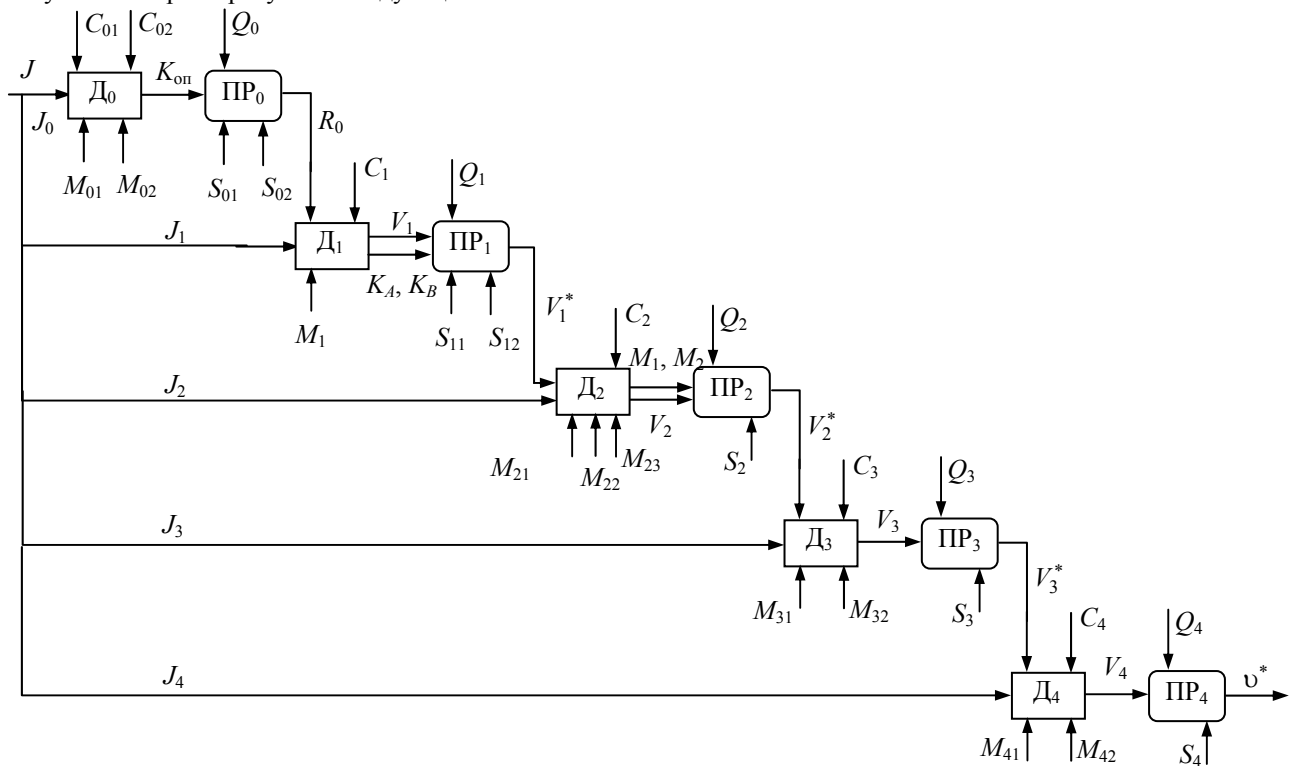 C₀₁ C₀₂ Q₀
J Д₀ Kоп ПР₀
J₀ R₀
M₀₁ M₀₂ S₀₁ S₀₂
C₁ Q₁
J₁ Д₁ V₁ ПР₁
K_A, K_B
M₁ S₁₁ S₁₂ V₁*
C₂ Q₂
M₁, M₂
J₂ Д₂ ПР₂
V₂ V₂*
M₂₁ M₂₂ M₂₃ S₂
C₃ Q₃
J₃ Д₃ V₃ ПР₃
M₃₁ M₃₂ S₃ V₃*
C₄ Q₄
J₄ Д₄ V₄ ПР₄ υ*
M₄₁ M₄₂ S₄